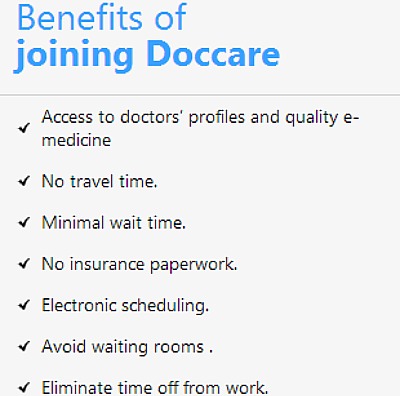 Benefits of
joining Doccare
Access to doctors' profiles and quality e-
medicine
No travel time.
Minimal wait time.
No insurance paperwork.
Electronic scheduling.
Avoid waiting rooms .
Eliminate time off from work.